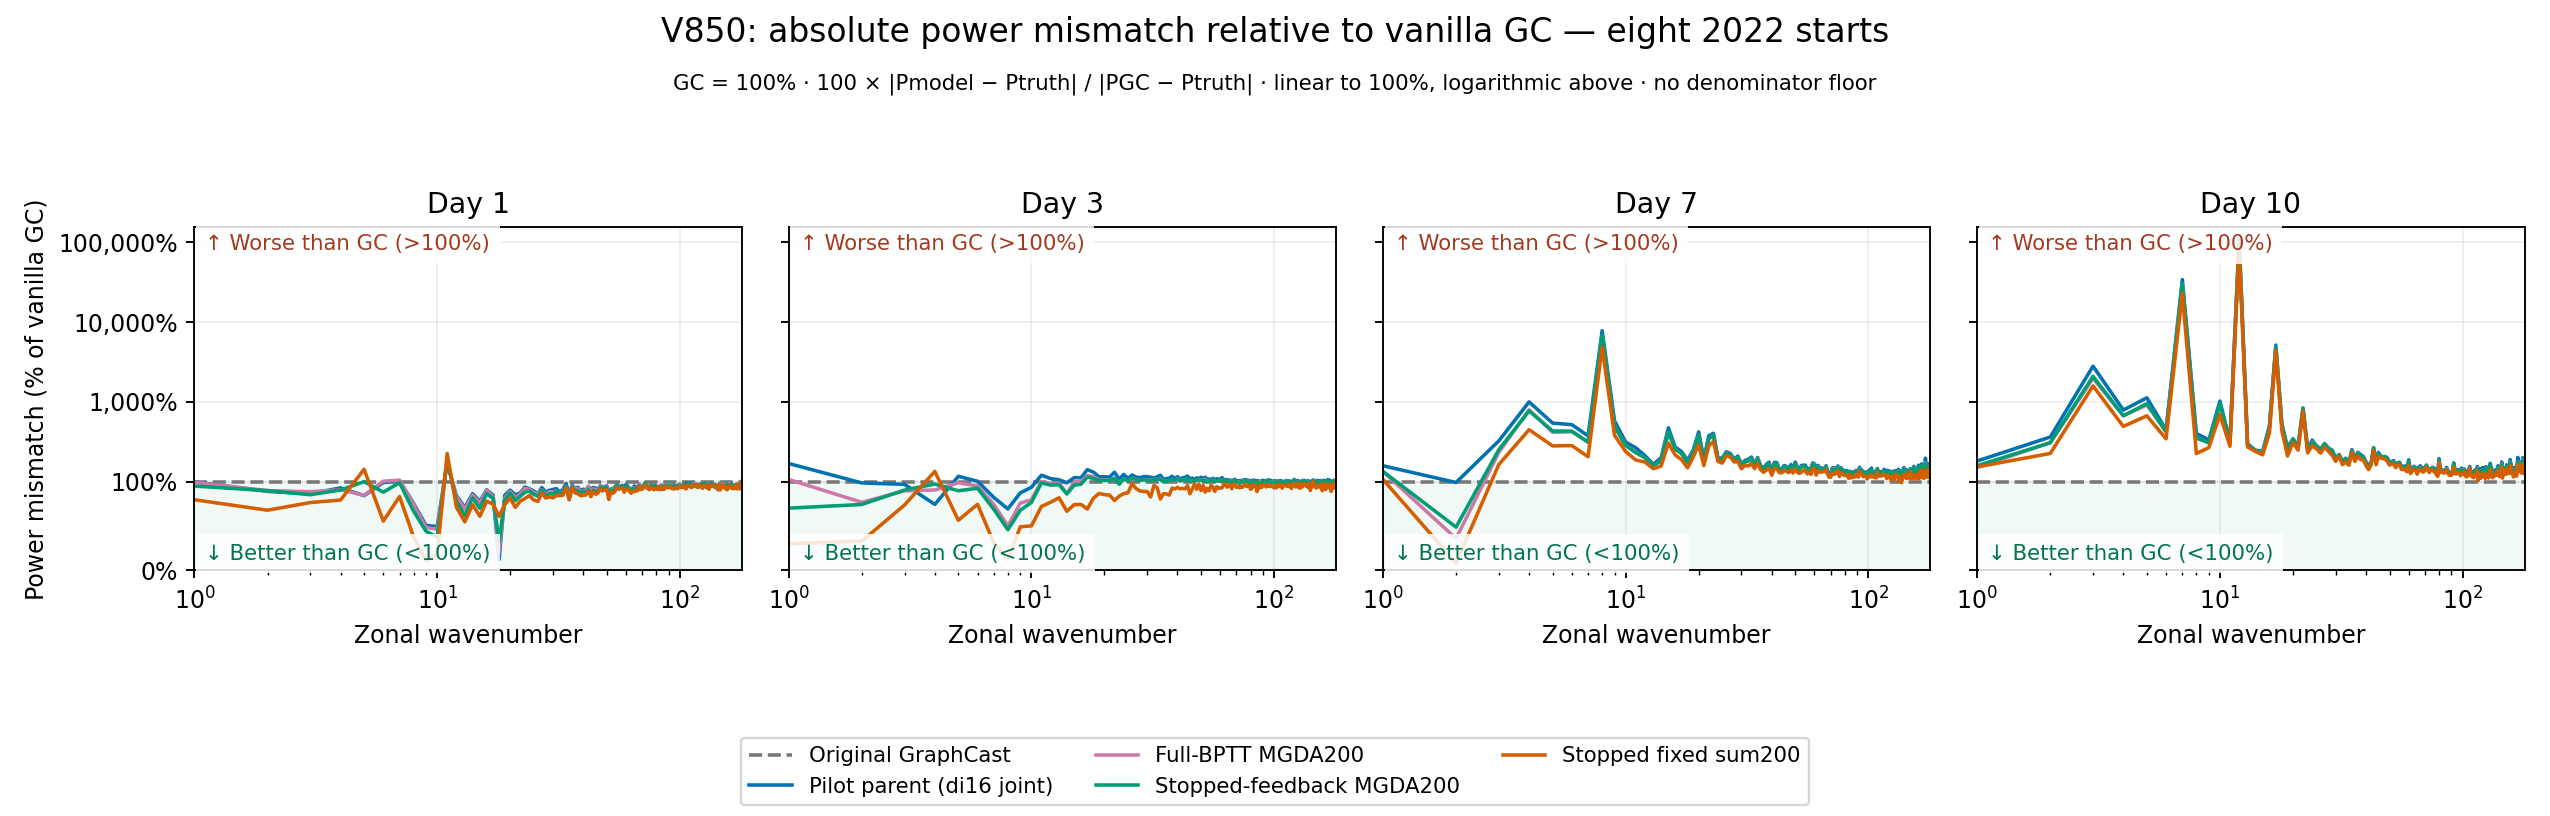 V850: absolute power mismatch relative to vanilla GC — eight 2022 starts
GC = 100% · 100 × |Pmodel − Ptruth| / |PGC − Ptruth| · linear to 100%, logarithmic above · no denominator floor
Power mismatch (% of vanilla GC)
100,000%
10,000%
1,000%
100%
0%
Day 1
↑ Worse than GC (>100%)
↓ Better than GC (<100%)
10⁰ 10¹ 10²
Zonal wavenumber
Day 3
↑ Worse than GC (>100%)
↓ Better than GC (<100%)
10⁰ 10¹ 10²
Zonal wavenumber
Day 7
↑ Worse than GC (>100%)
↓ Better than GC (<100%)
10⁰ 10¹ 10²
Zonal wavenumber
Day 10
↑ Worse than GC (>100%)
↓ Better than GC (<100%)
10⁰ 10¹ 10²
Zonal wavenumber
Original GraphCast
Pilot parent (di16 joint)
Full-BPTT MGDA200
Stopped-feedback MGDA200
Stopped fixed sum200